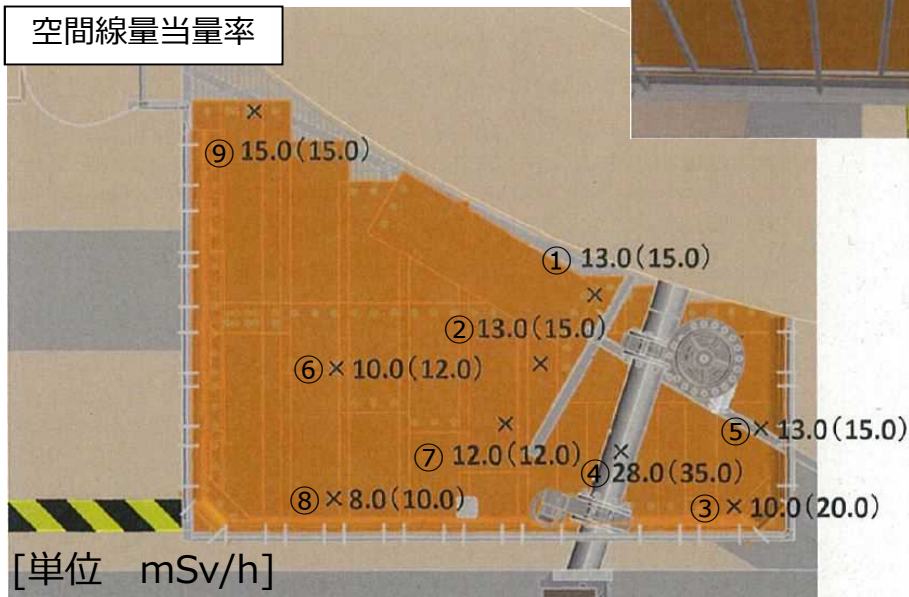 空間線量当量率
⑨ 15.0(15.0)
① 13.0(15.0)
② 13.0(15.0)
⑥ × 10.0(12.0)
⑤ × 13.0(15.0)
⑦ 12.0(12.0)
④ 28.0(35.0)
⑧ × 8.0(10.0)
③ × 10.0(20.0)
[単位 mSv/h]